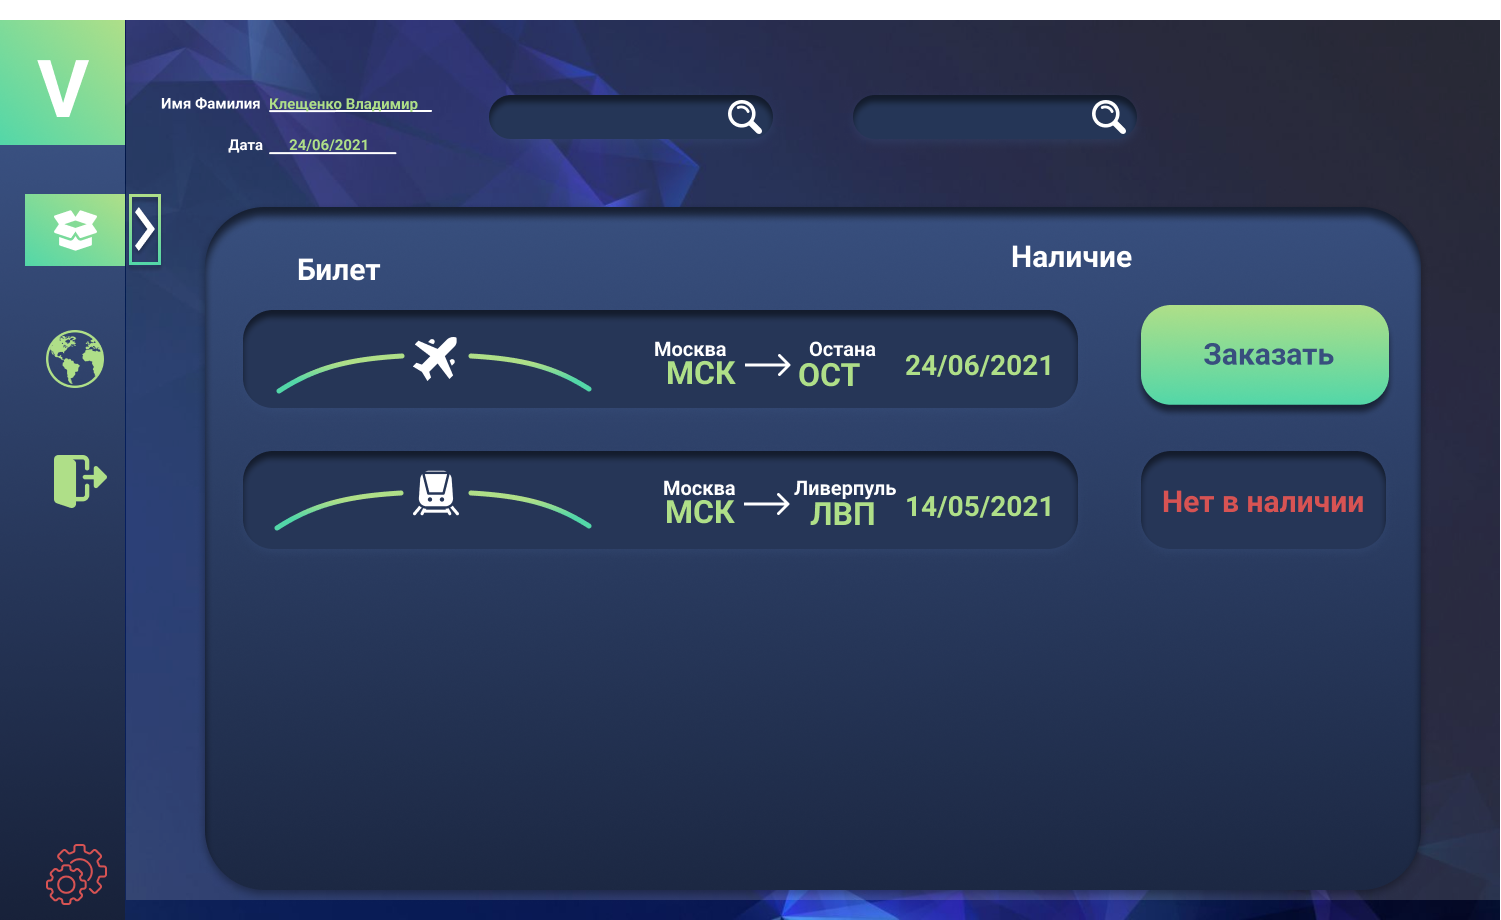 V
Имя Фамилия Клещенко Владимир
Дата 24/06/2021
Билет
Наличие
Москва Остана
МСК ОСТ 24/06/2021
Заказать
Москва Ливерпуль
МСК ЛВП 14/05/2021
Нет в наличии